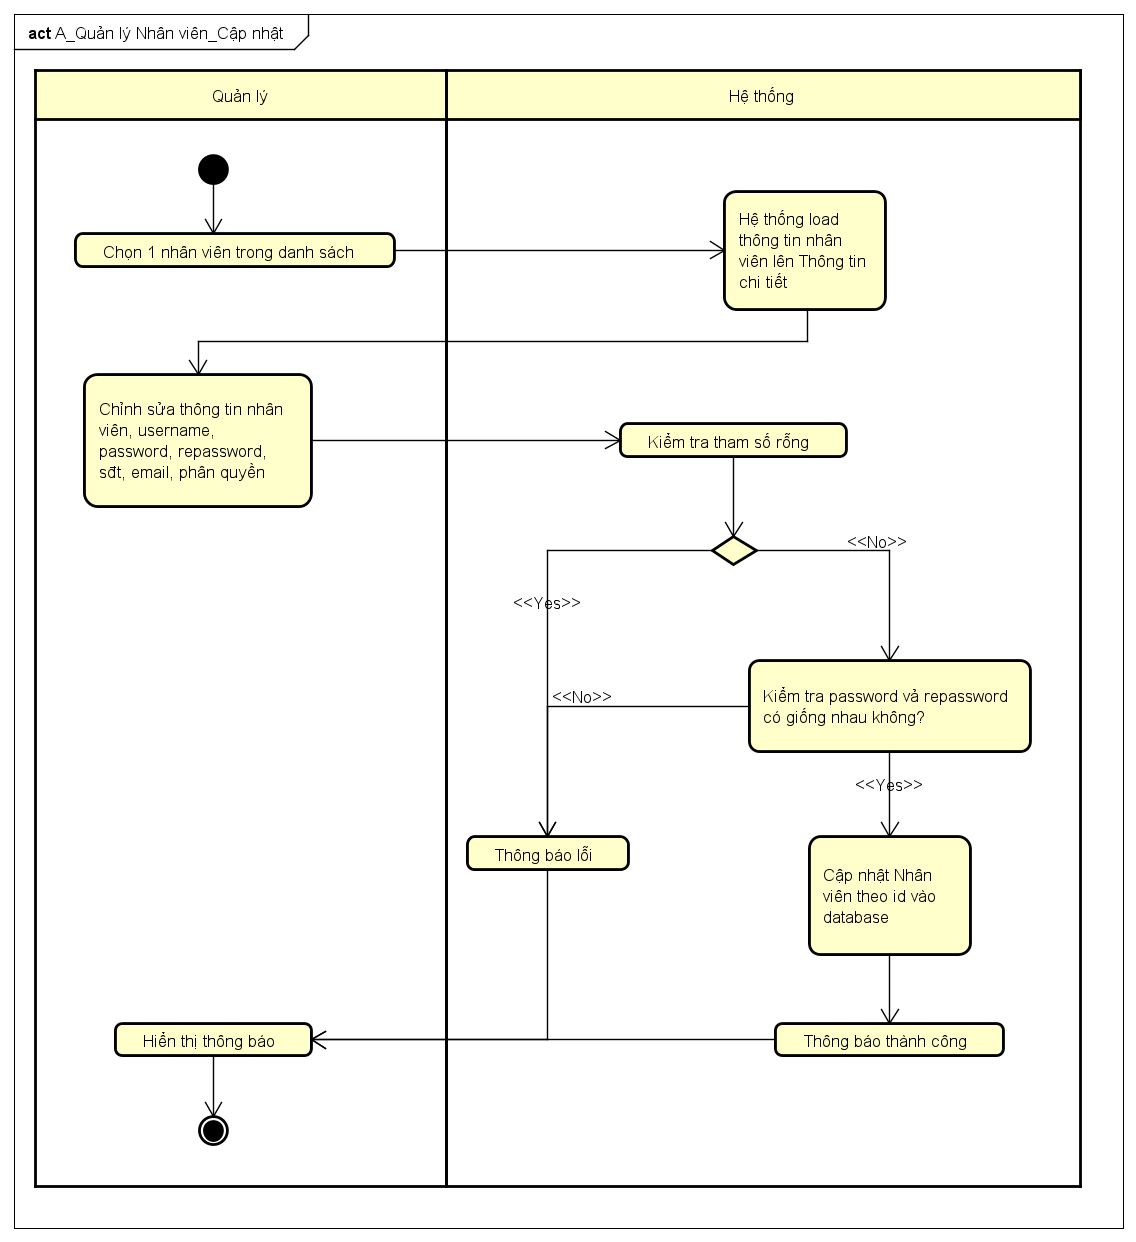 act A_Quản lý Nhân viên_Cập nhật
Quản lý
Hệ thống
Chọn 1 nhân viên trong danh sách
Hệ thống load
thông tin nhân
viên lên Thông tin
chi tiết
Chỉnh sửa thông tin nhân
viên, username,
password, repassword,
sđt, email, phân quyền
Kiểm tra tham số rỗng
<<No>>
<<Yes>>
<<No>>
Kiểm tra password và repassword
có giống nhau không?
<<Yes>>
Thông báo lỗi
Cập nhật Nhân
viên theo id vào
database
Hiển thị thông báo
Thông báo thành công